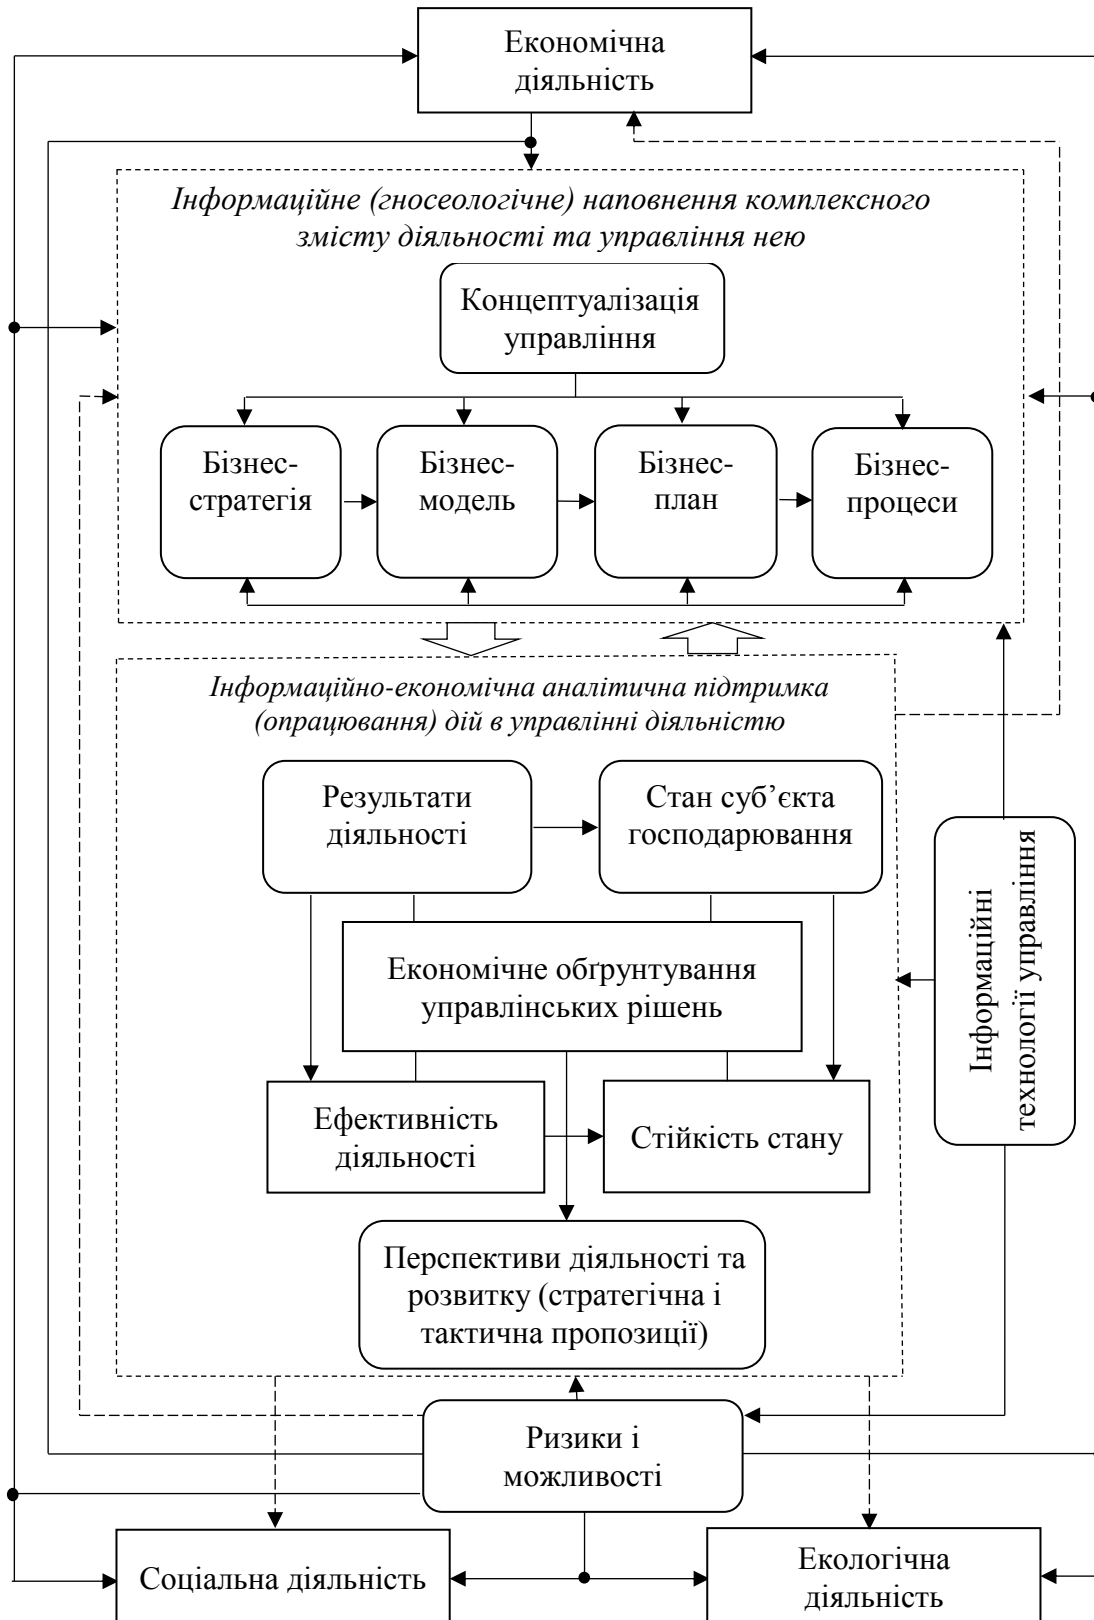 Економічна
діяльність
Інформаційне (гносеологічне) наповнення комплексного
змісту діяльності та управління нею
Концептуалізація
управління
Бізнес-
стратегія
Бізнес-
модель
Бізнес-
план
Бізнес-
процеси
Інформаційно-економічна аналітична підтримка
(опрацювання) дій в управлінні діяльністю
Результати
діяльності
Стан суб’єкта
господарювання
Інформаційні
технології управління
Економічне обґрунтування
управлінських рішень
Ефективність
діяльності
Стійкість стану
Перспективи діяльності та
розвитку (стратегічна і
тактична пропозиції)
Ризики і
можливості
Соціальна діяльність
Екологічна
діяльність